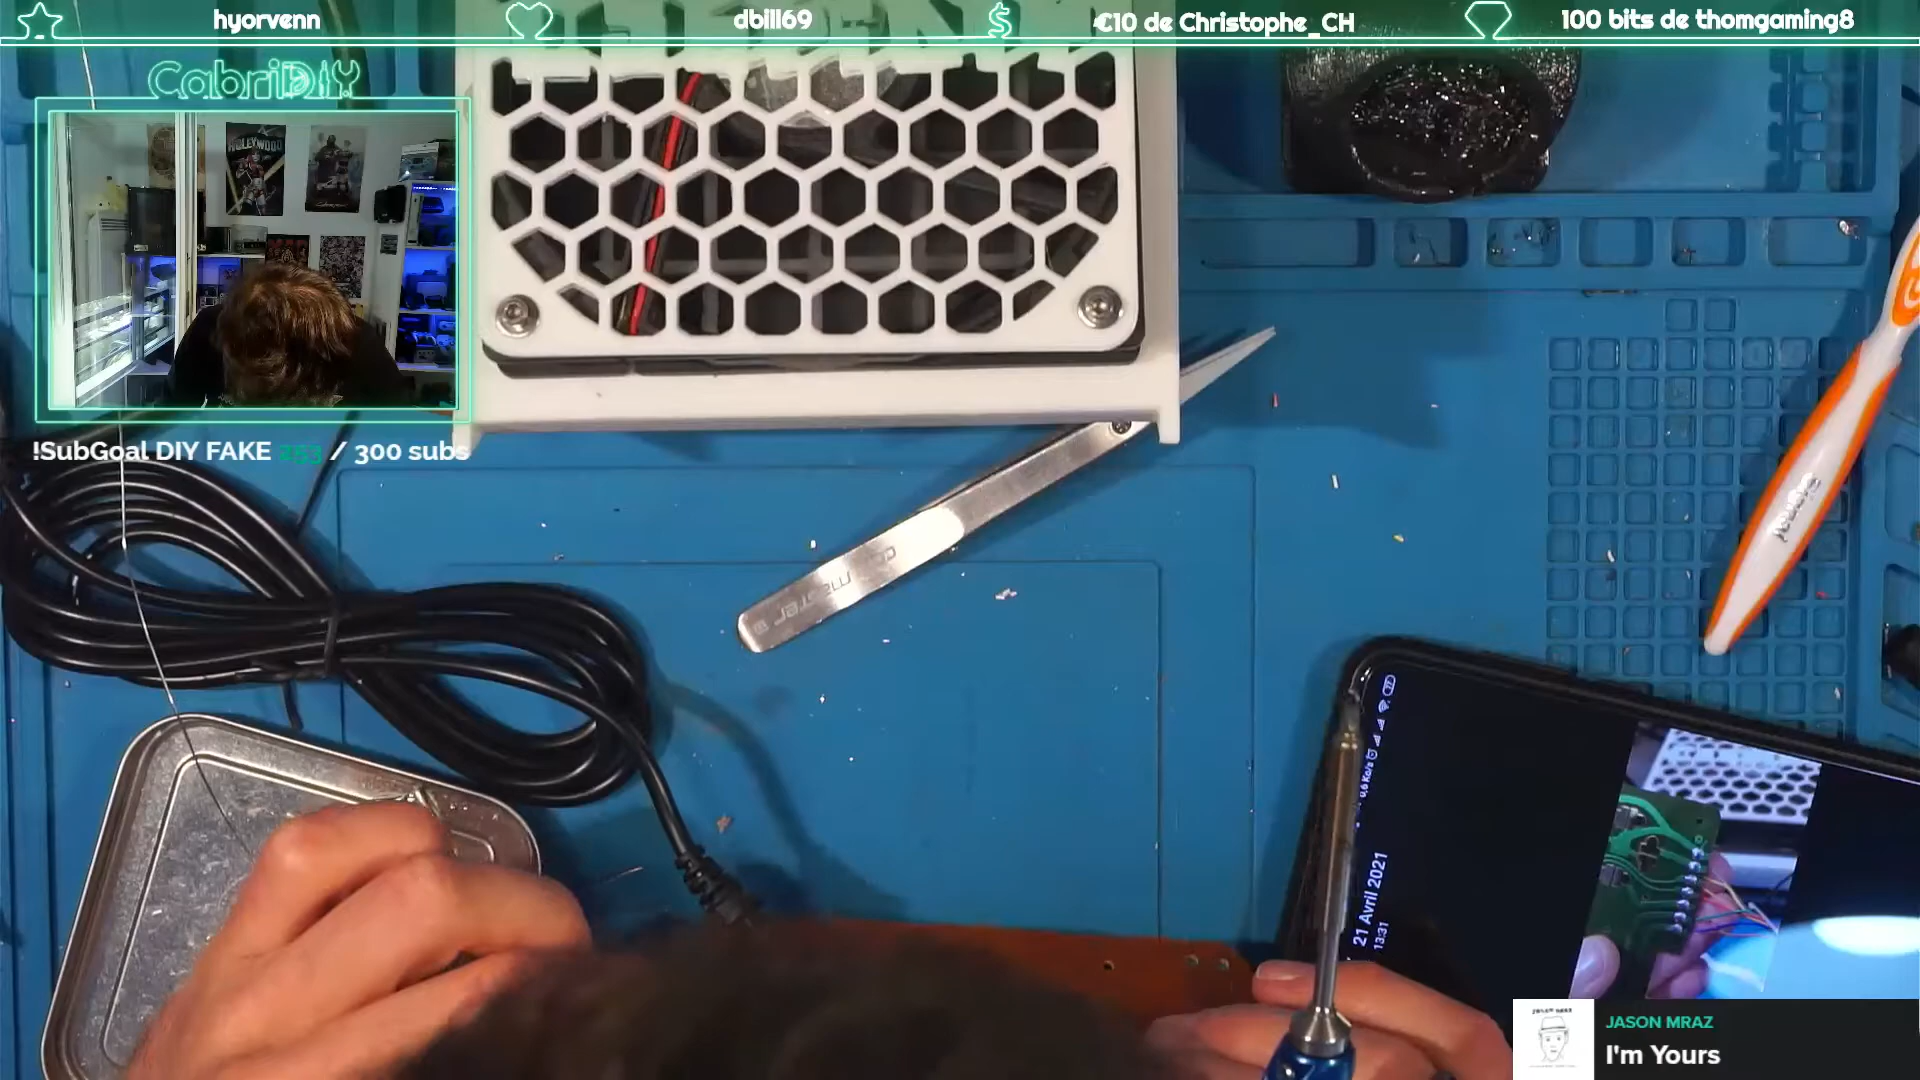 hyorvenn
dbill69
€10 de Christophe_CH
100 bits de thomgaming8
CabriDIY
HOLLYWOOD
!SubGoal DIY FAKE 253 / 300 subs
21 Avril 2021
13:31
JASON MRAZ
I'm Yours